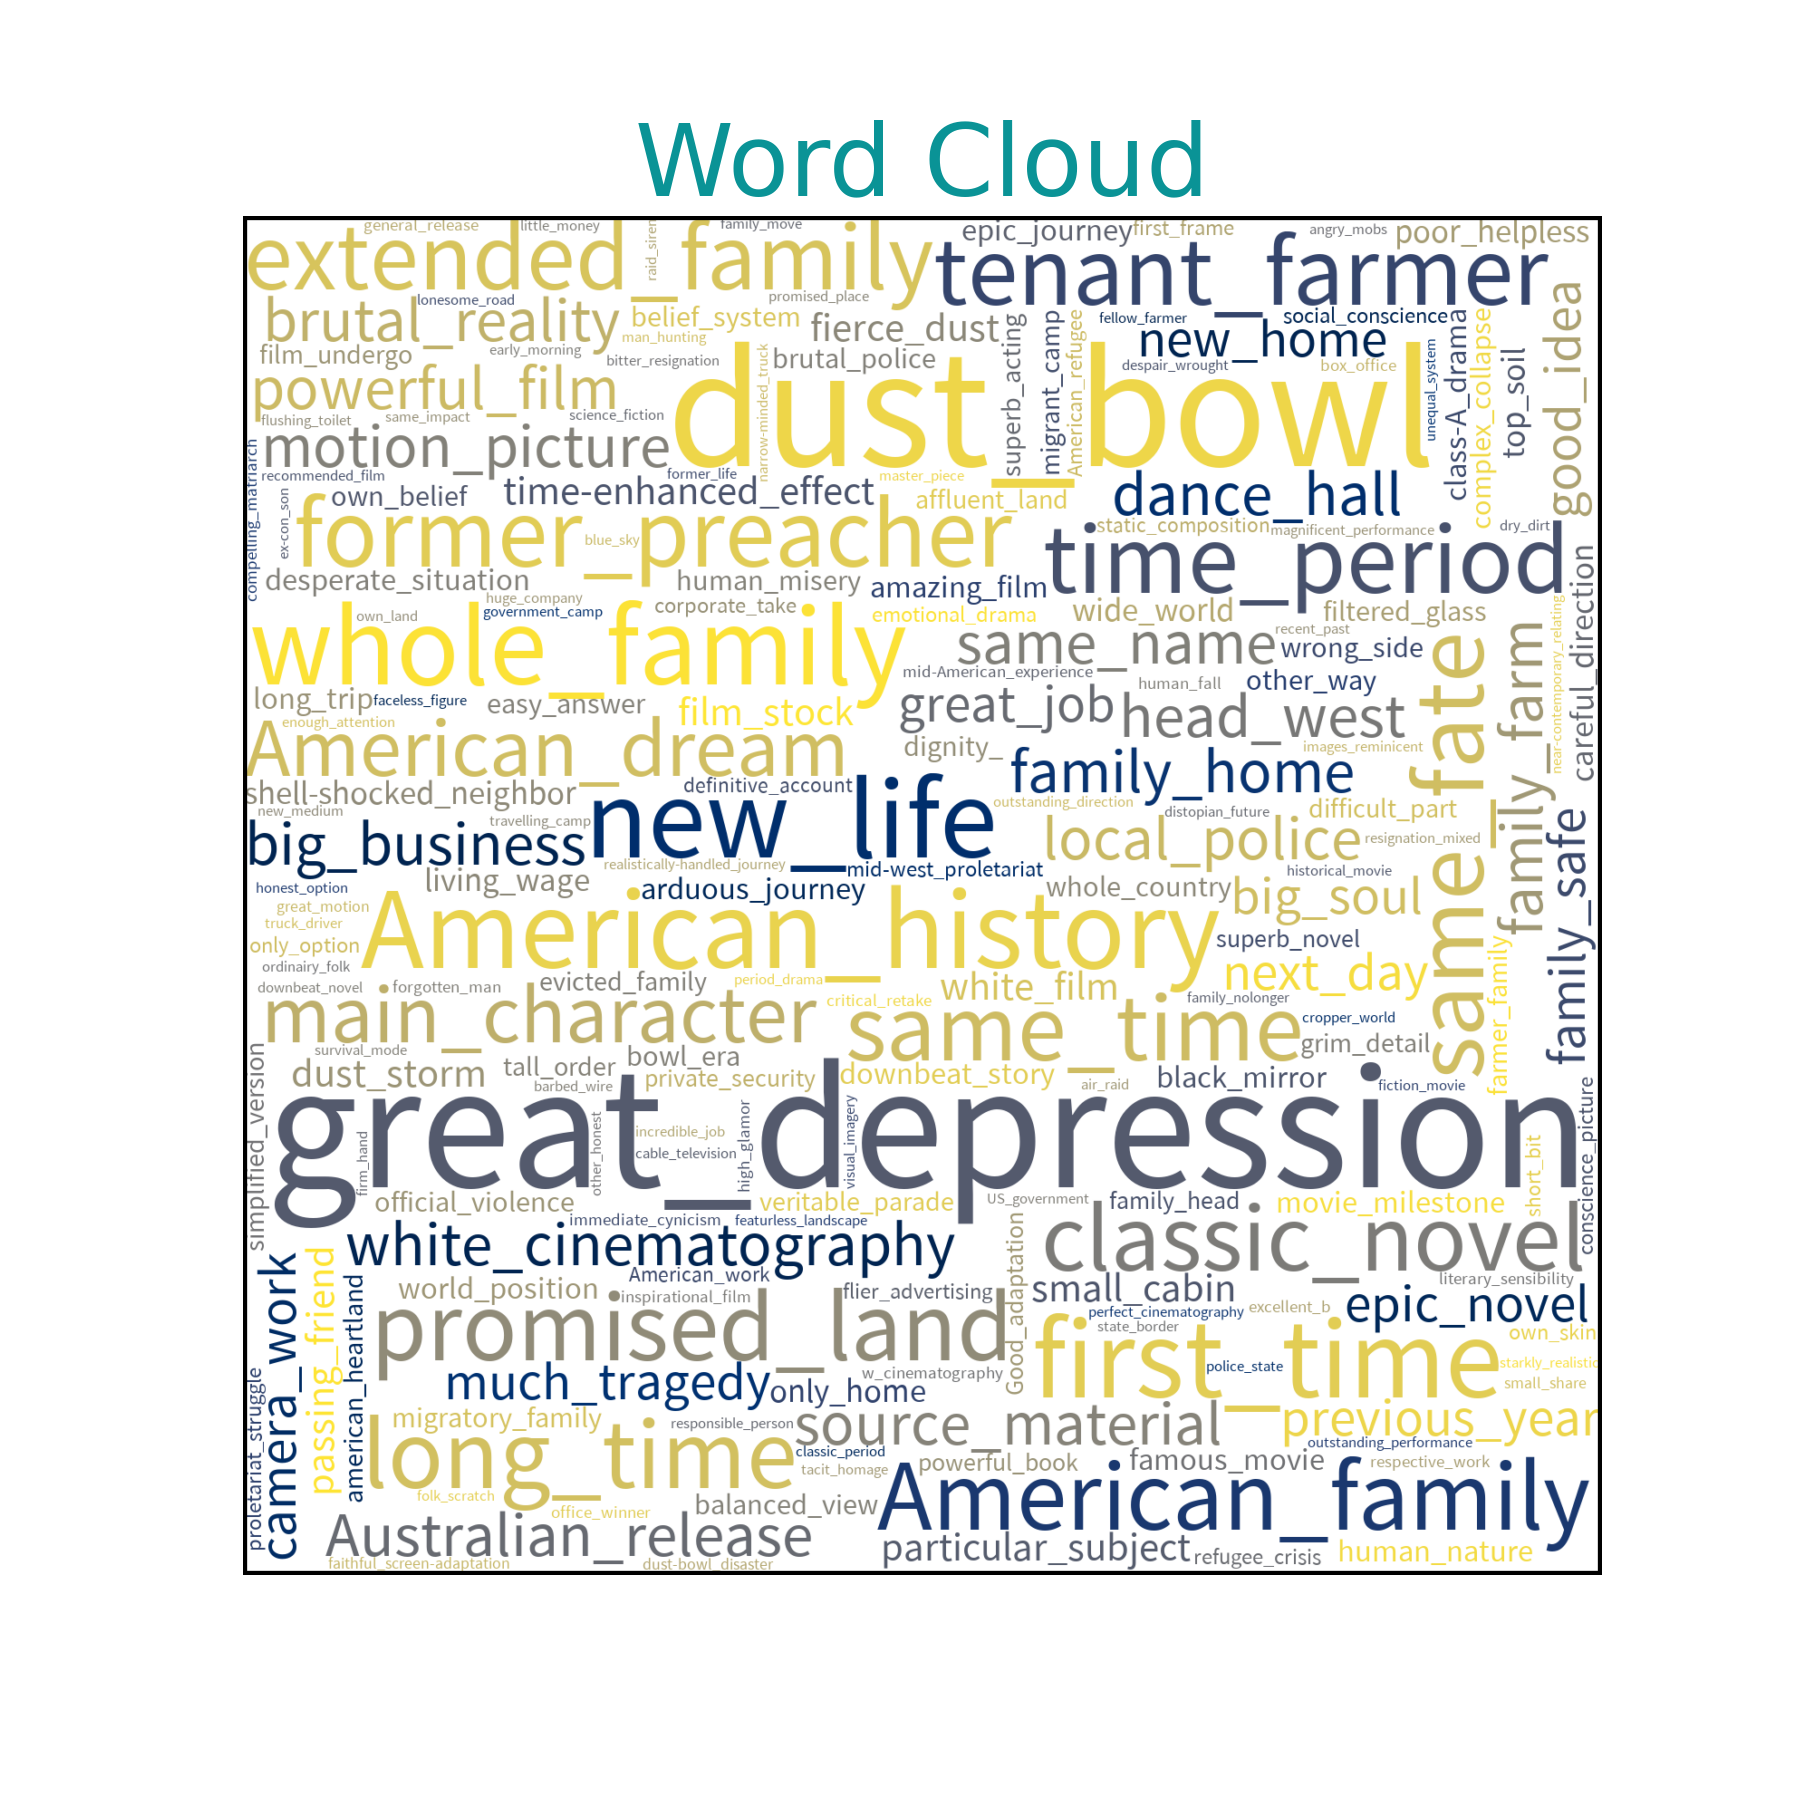 Word Cloud
general_release
little_money
raid_siren
family_move
epic_journey
first_frame
angry_mobs
poor_helpless
extended_family
tenant_farmer
lonesome_road
promised_place
brutal_reality
belief_system
fierce_dust
fellow_farmer
social_conscience
man_hunting
new_home
good_idea
film_undergo
early_morning
bitter_resignation
brutal_police
superb_acting
migrant_camp
American_refugee
despair_wrought
box_office
unequal_system
class-A_drama
complex_collapse
top_soil
powerful_film
narrow-minded_truck
dust_bowl
flushing_toilet
same_impact
science_fiction
motion_picture
compelling_matriarch
recommended_film
former_life
master_piece
ex-con_son
own_belief
time-enhanced_effect
affluent_land
dance_hall
former_preacher
blue_sky
static_composition
magnificent_performance
dry_dirt
time_period
careful_direction
desperate_situation
human_misery
amazing_film
huge_company
own_land
government_camp
corporate_take
emotional_drama
wide_world
filtered_glass
near-contemporary_relating
whole_family
same_name
recent_past
wrong_side
same_fate
family_farm
long_trip
faceless_figure
easy_answer
film_stock
mid-American_experience
human_fall
other_way
great_job
head_west
enough_attention
American_dream
dignity_
images_reminicent
shell-shocked_neighbor
definitive_account
family_home
new_medium
travelling_camp
new_life
outstanding_direction
distopian_future
difficult_part
family_safe
big_business
local_police
resignation_mixed
realistically-handled_journey
mid-west_proletariat
historical_movie
honest_option
living_wage
arduous_journey
whole_country
big_soul
great_motion
truck_driver
American_history
only_option
superb_novel
farmer_family
ordinairy_folk
next_day
downbeat_novel
forgotten_man
evicted_family
period_drama
critical_retake
white_film
family_nolonger
main_character
same_time
cropper_world
simplified_version
survival_mode
tall_order
bowl_era
grim_detail
dust_storm
barbed_wire
private_security
downbeat_story
air_raid
black_mirror
fiction_movie
conscience_picture
great_depression
firm_hand
other_honest
incredible_job
cable_television
high_glamor
visual_imagery
short_bit
official_violence
veritable_parade
US_government
family_head
movie_milestone
immediate_cynicism
featurless_landscape
Good_adaptation
classic_novel
white_cinematography
camera_work
passing_friend
american_heartland
world_position
American_work
inspirational_film
flier_advertising
small_cabin
literary_sensibility
promised_land
perfect_cinematography
excellent_b
epic_novel
state_border
first_time
own_skin
proletariat_struggle
much_tragedy
only_home
w_cinematography
police_state
starkly_realistic
small_share
migratory_family
responsible_person
source_material
previous_year
long_time
classic_period
outstanding_performance
tacit_homage
powerful_book
famous_movie
respective_work
folk_scratch
office_winner
balanced_view
American_family
Australian_release
particular_subject
refugee_crisis
human_nature
faithful_screen-adaptation
dust-bowl_disaster